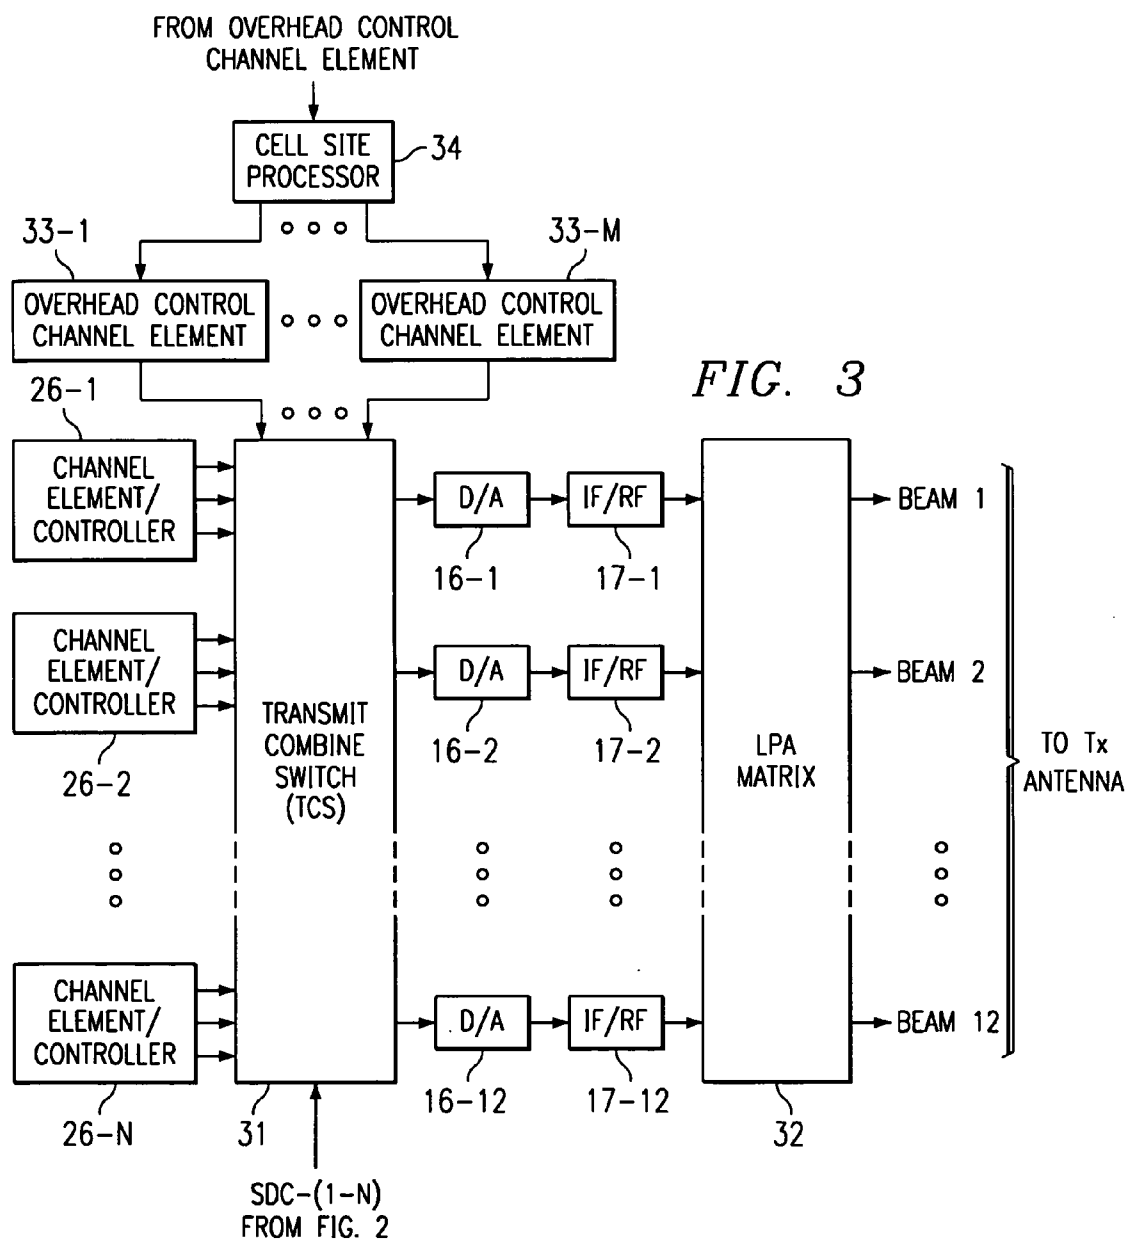 FROM OVERHEAD CONTROL
CHANNEL ELEMENT
CELL SITE
PROCESSOR
34
33-1
33-M
OVERHEAD CONTROL
CHANNEL ELEMENT
OVERHEAD CONTROL
CHANNEL ELEMENT
FIG. 3
26-1
CHANNEL
ELEMENT/
CONTROLLER
D/A
IF/RF
BEAM 1
16-1
17-1
CHANNEL
ELEMENT/
CONTROLLER
26-2
D/A
IF/RF
BEAM 2
16-2
17-2
TRANSMIT
COMBINE
SWITCH
(TCS)
LPA
MATRIX
TO Tx
ANTENNA
CHANNEL
ELEMENT/
CONTROLLER
26-N
D/A
IF/RF
BEAM 12
16-12
17-12
31
32
SDC-(1-N)
FROM FIG. 2